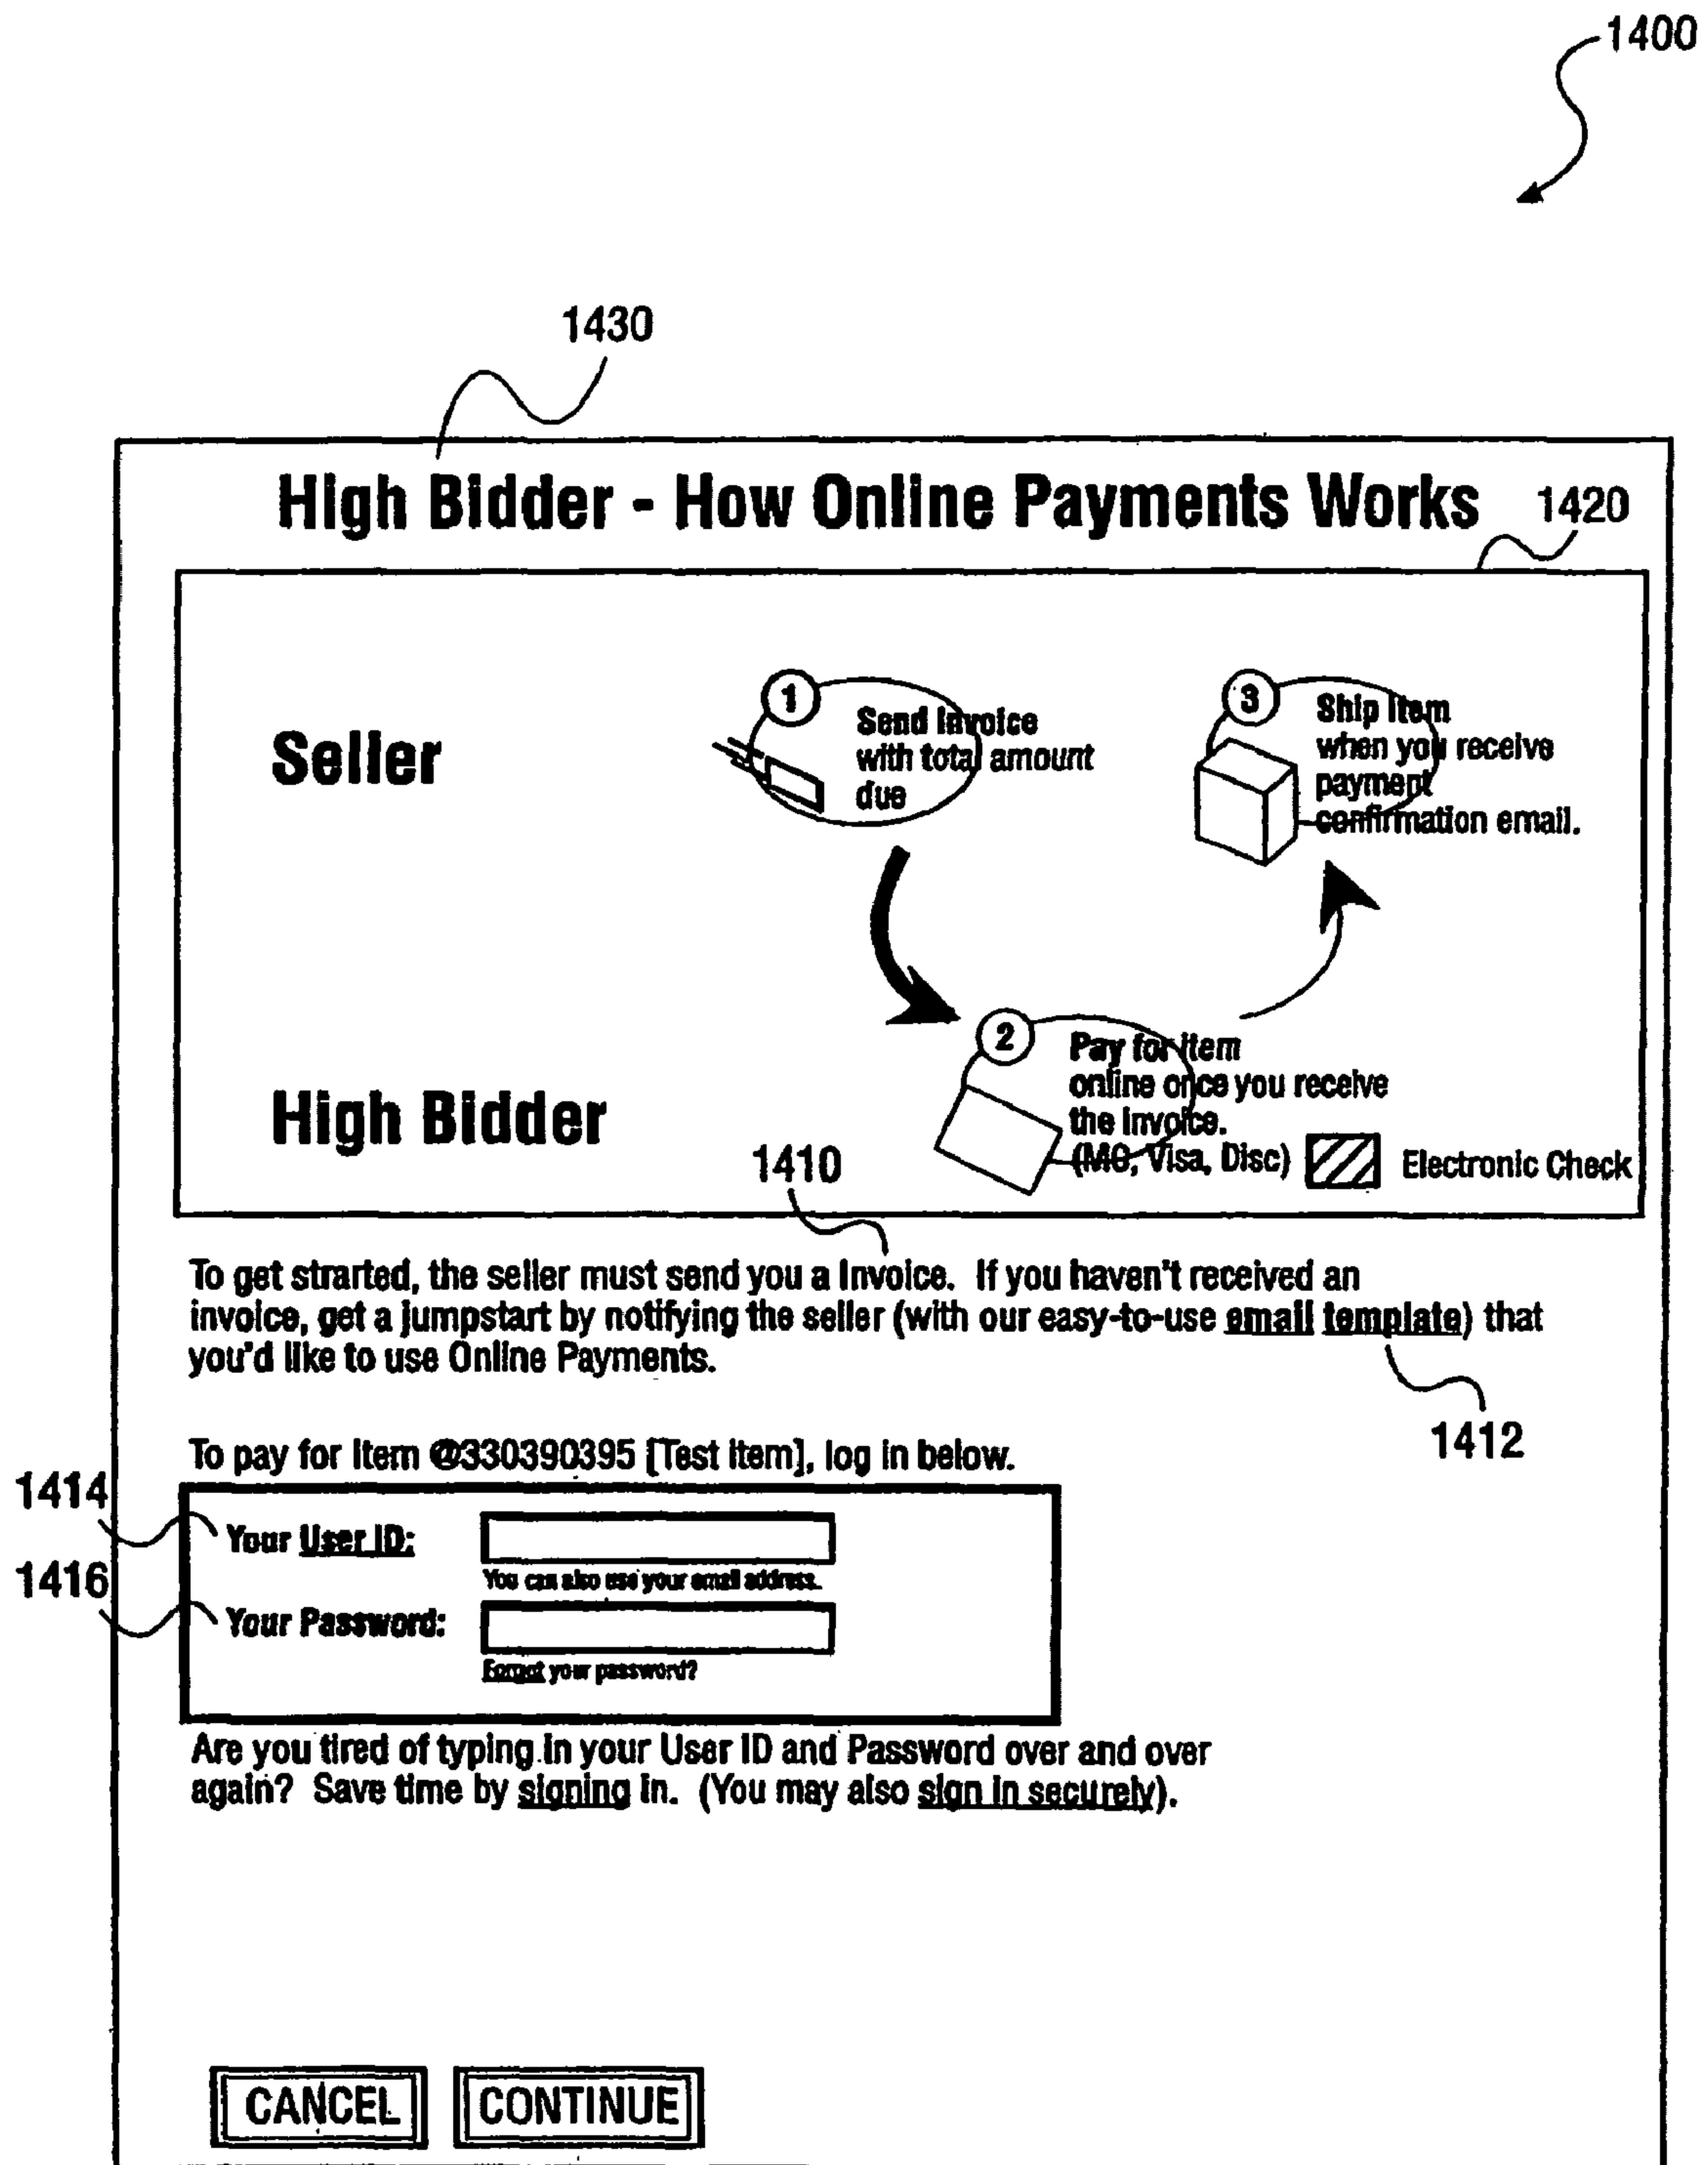 1400
1430
High Bidder - How Online Payments Works
1420
Seller
1
Send Invoice
with total amount
due
3
Ship Item
when you receive
payment
confirmation email.
High Bidder
2
Pay for Item
online once you receive
the Invoice.
(MC, Visa, Disc)
Electronic Check
1410
To get strarted, the seller must send you a Invoice. If you haven't received an
invoice, get a jumpstart by notifying the seller (with our easy-to-use email template) that
you'd like to use Online Payments.
1412
To pay for Item @330390395 [Test Item], log in below.
1414
Your User ID:
You can also use your email address.
1416
Your Password:
Forgot your password?
Are you tired of typing in your User ID and Password over and over
again? Save time by signing in. (You may also sign in securely).
CANCEL
CONTINUE